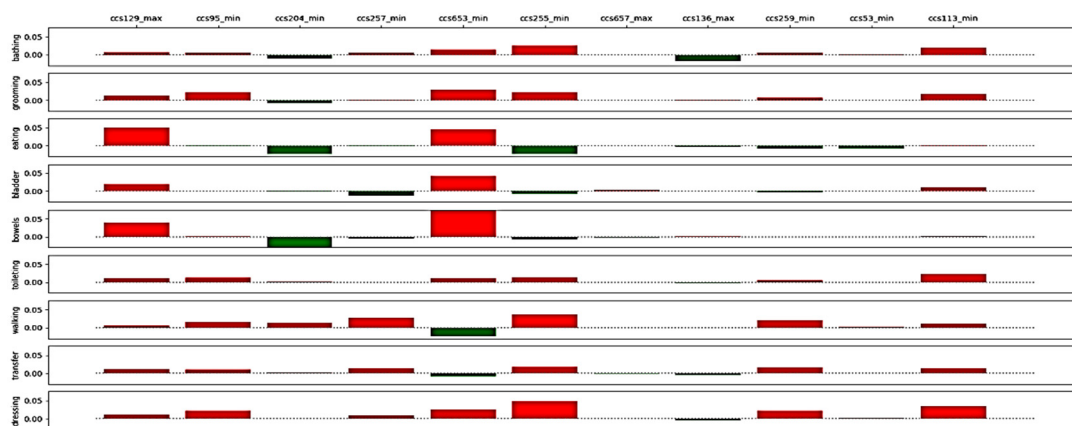 ccs129_max ccs95_min ccs204_min ccs257_min ccs653_min ccs255_min ccs657_max ccs136_max ccs259_min ccs53_min ccs113_min
bathing 0.05 0.00
grooming 0.05 0.00
eating 0.05 0.00
bladder 0.05 0.00
bowels 0.05 0.00
toileting 0.05 0.00
walking 0.05 0.00
transfer 0.05 0.00
dressing 0.05 0.00